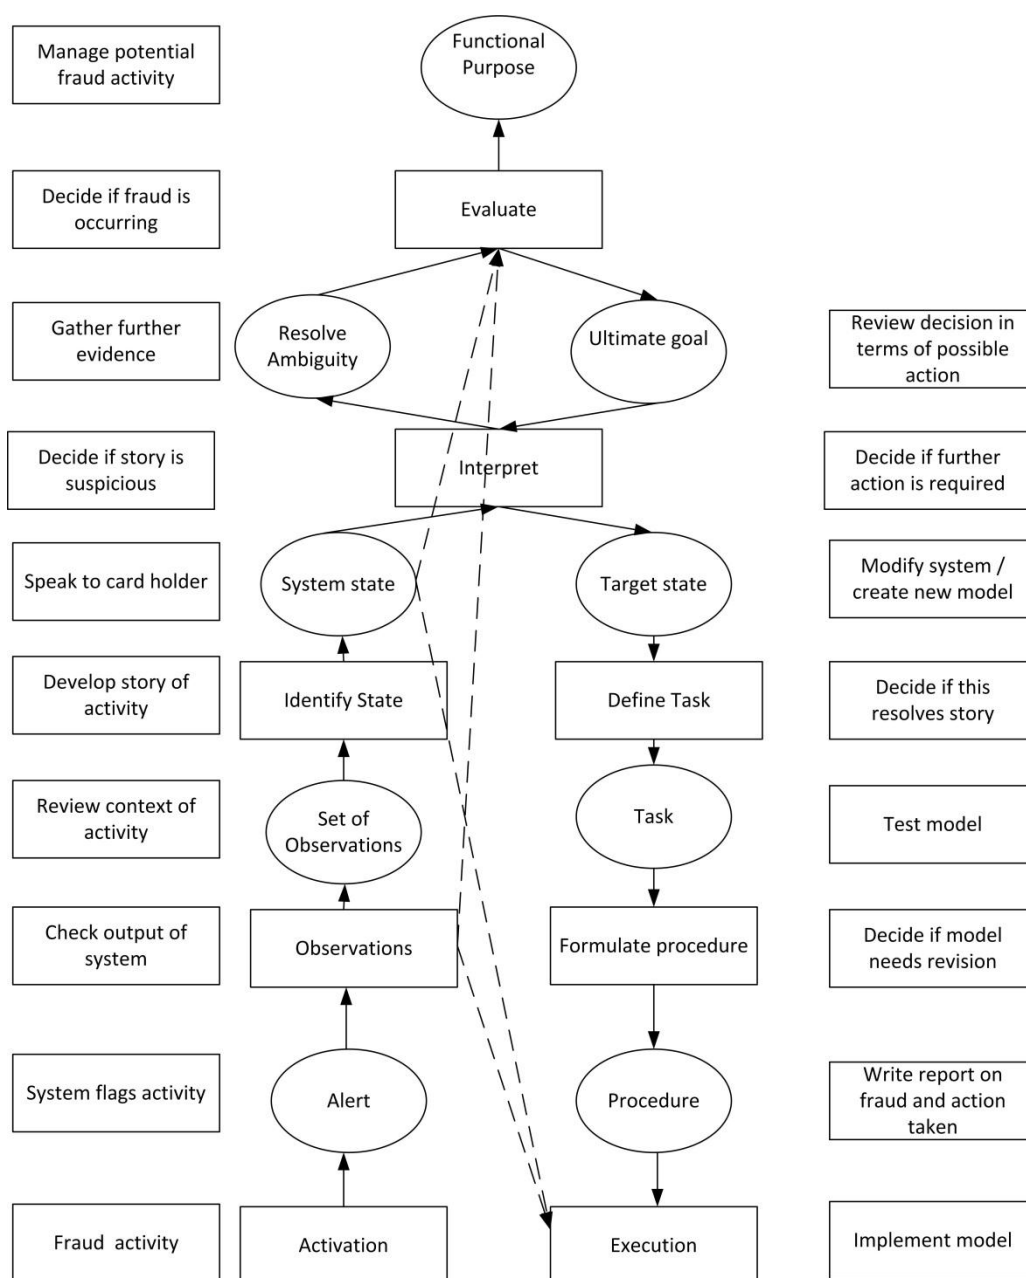 Manage potential
fraud activity
Functional
Purpose
Decide if fraud is
occurring
Evaluate
Gather further
evidence
Resolve
Ambiguity
Ultimate goal
Review decision in
terms of possible
action
Decide if story is
suspicious
Interpret
Decide if further
action is required
Speak to card holder
System state
Target state
Modify system /
create new model
Develop story of
activity
Identify State
Define Task
Decide if this
resolves story
Review context of
activity
Set of
Observations
Task
Test model
Check output of
system
Observations
Formulate procedure
Decide if model
needs revision
System flags activity
Alert
Procedure
Write report on
fraud and action
taken
Fraud activity
Activation
Execution
Implement model